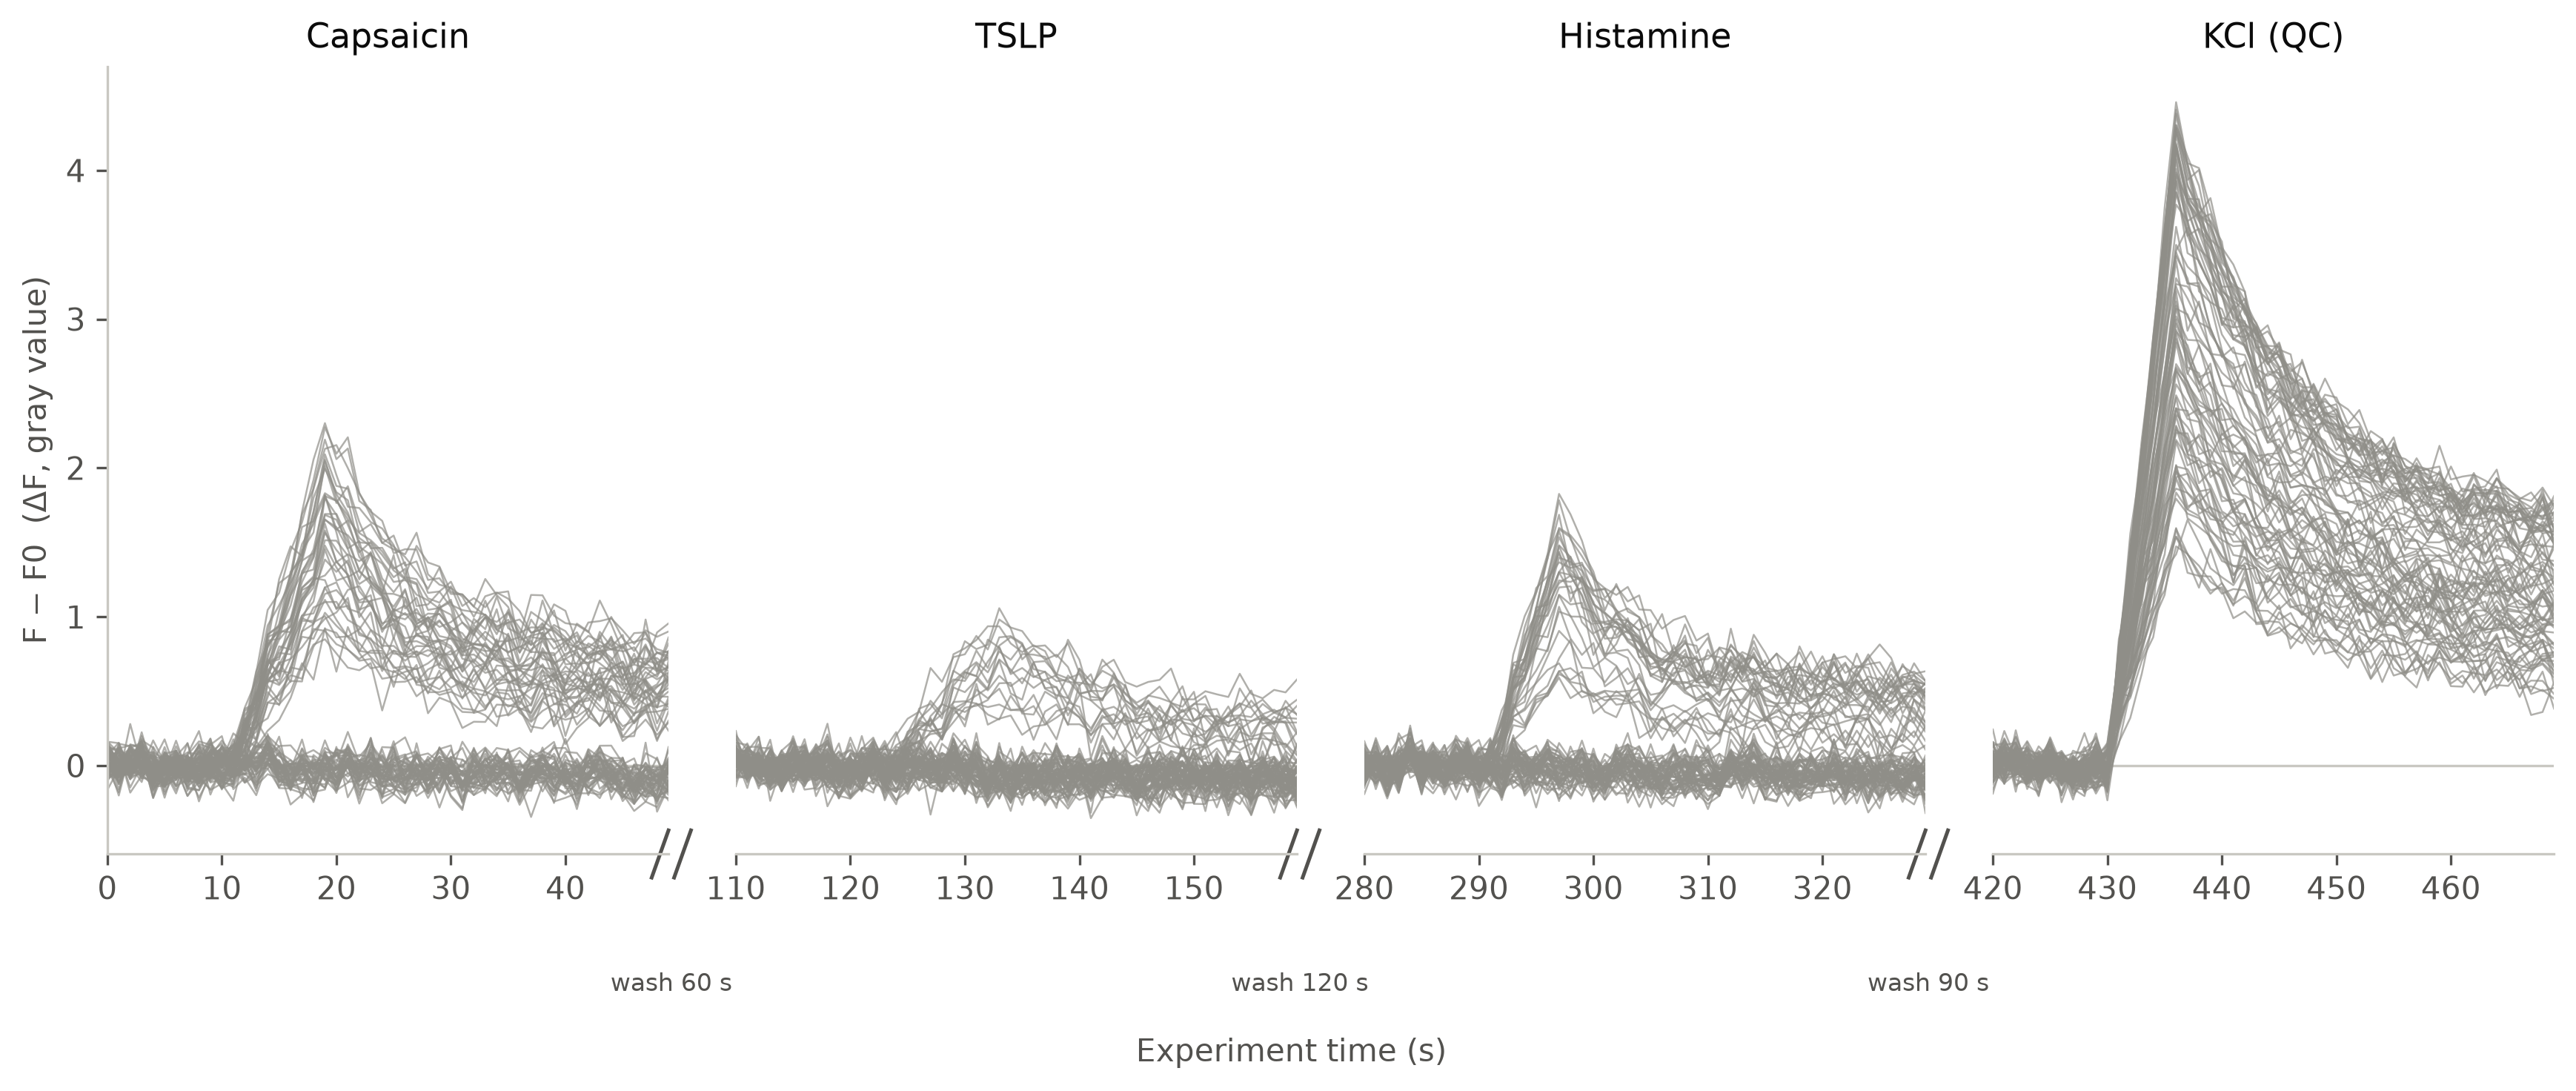 Capsaicin
TSLP
Histamine
KCl (QC)
F − F0  (ΔF, gray value)
4
3
2
1
0
0 10 20 30 40
110 120 130 140 150
280 290 300 310 320
420 430 440 450 460
wash 60 s
wash 120 s
wash 90 s
Experiment time (s)